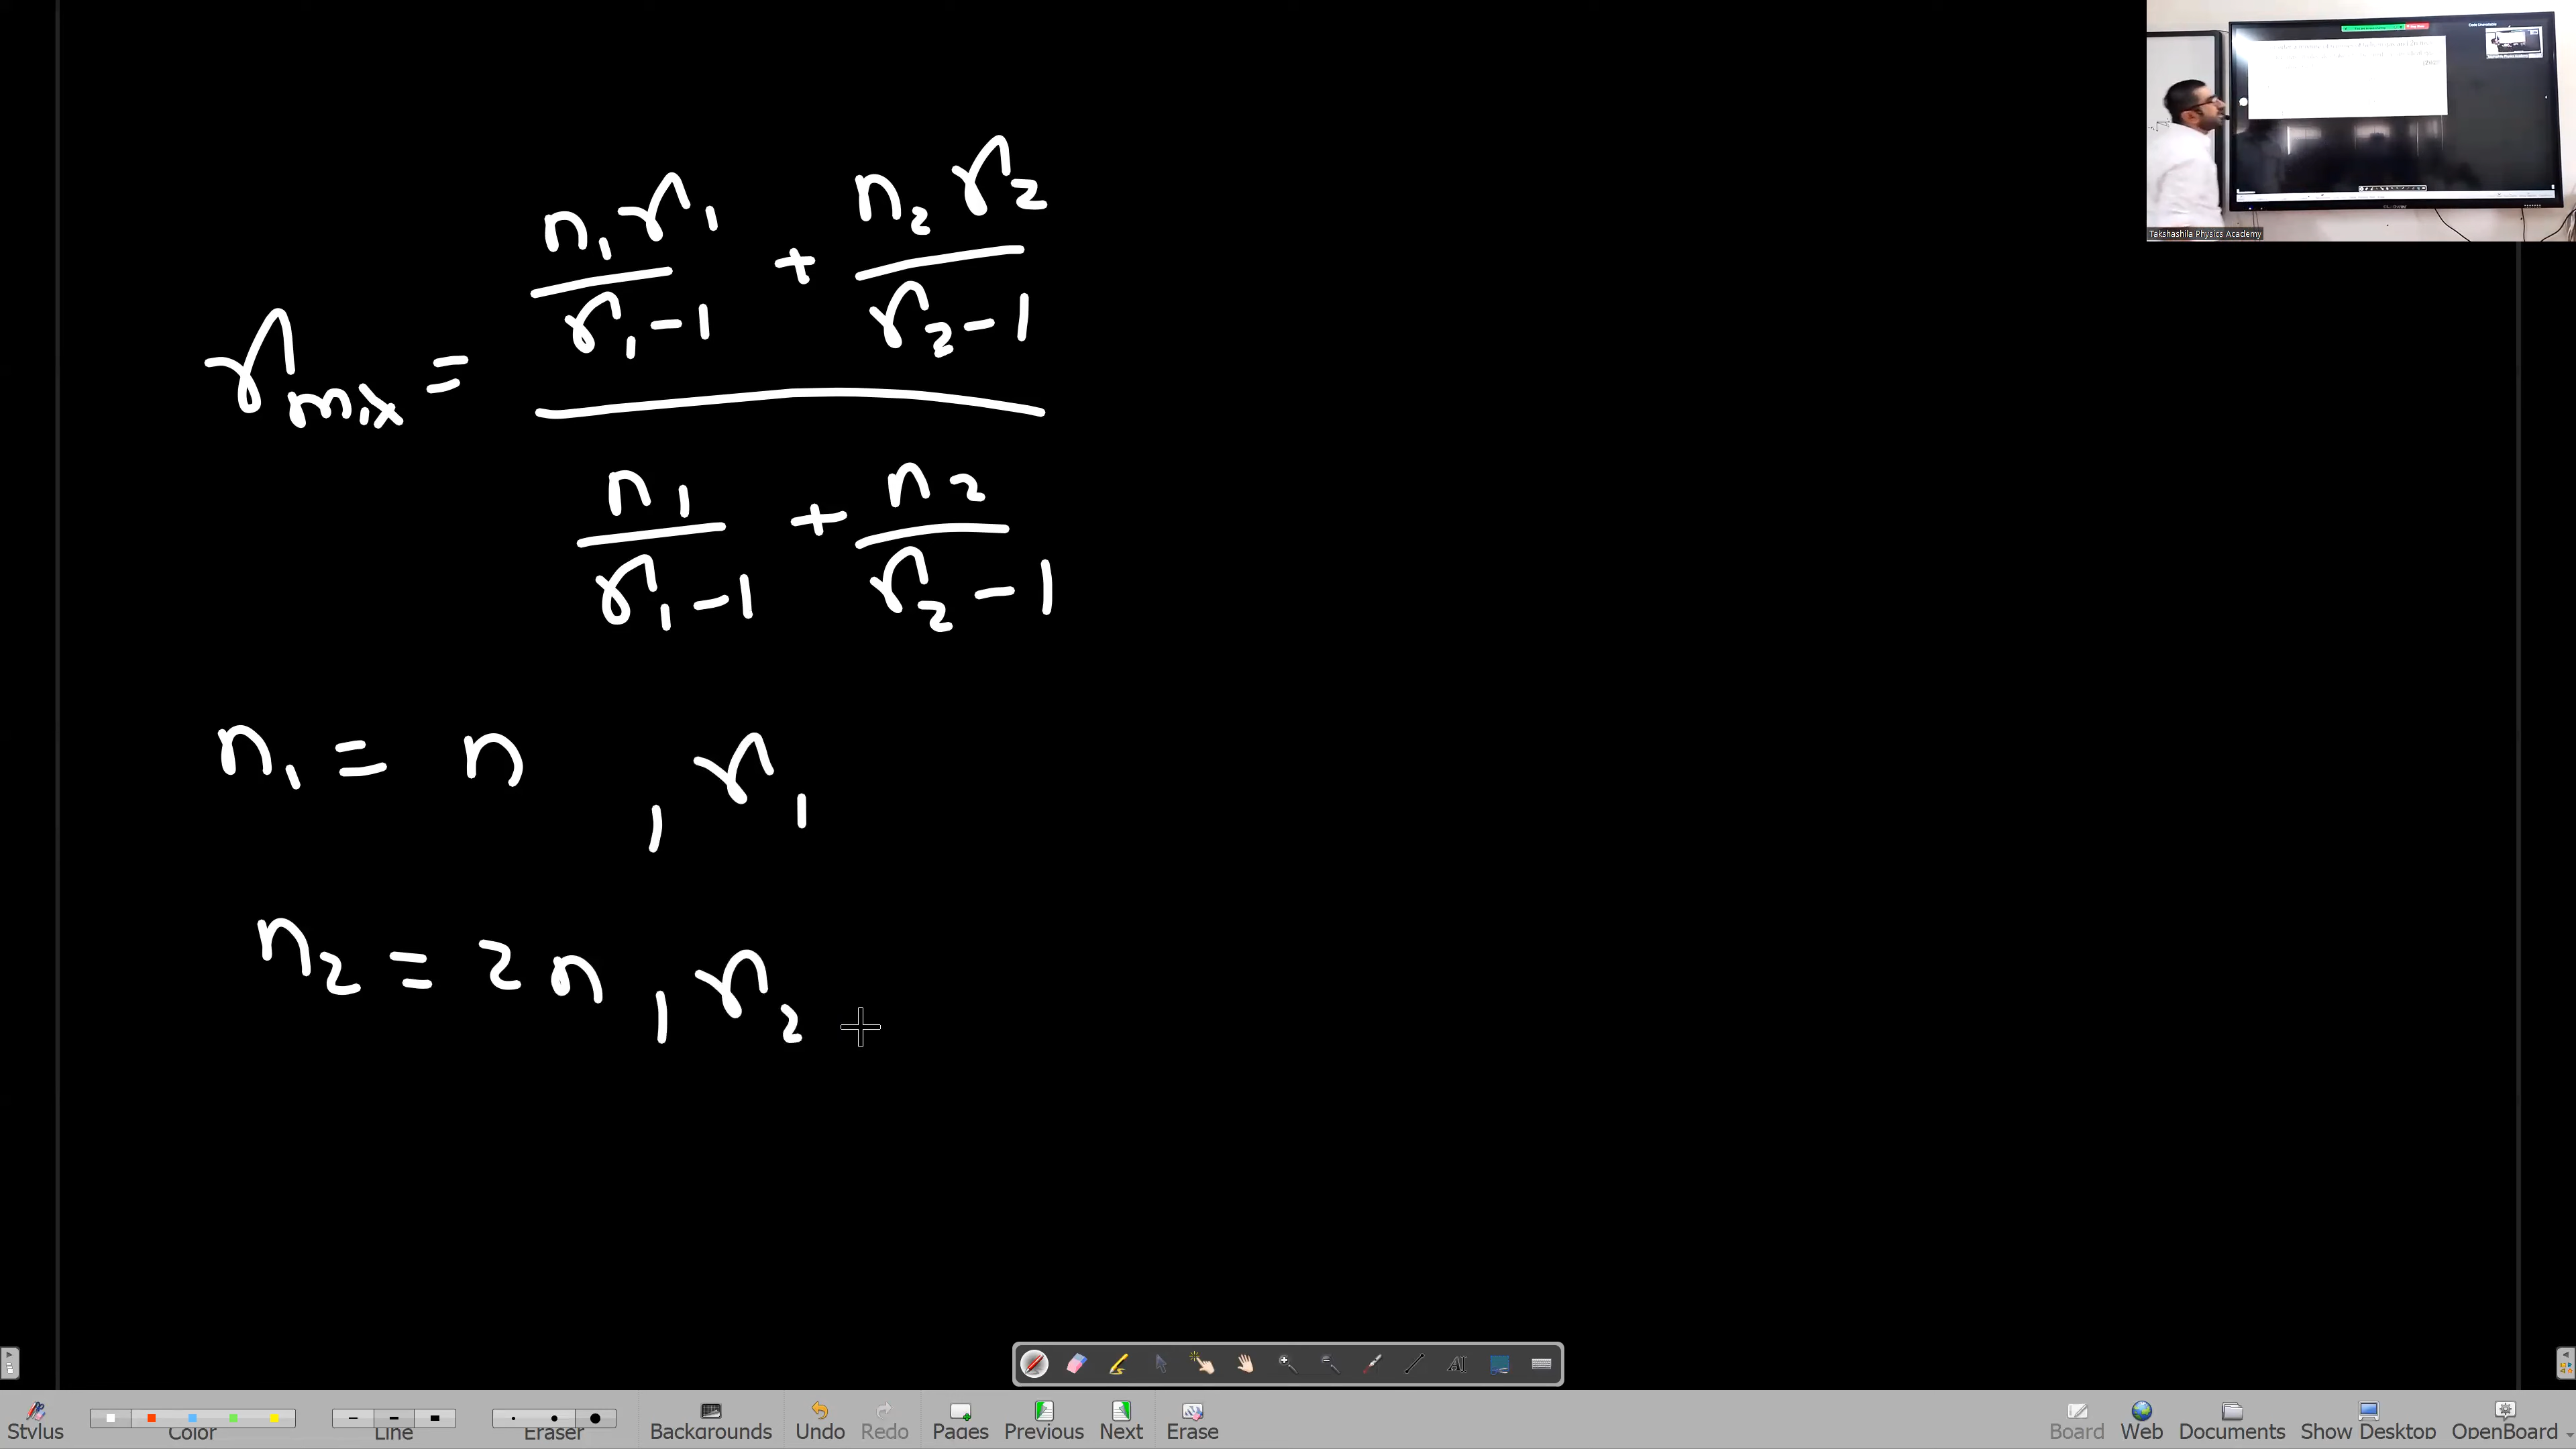 γmix = (n₁γ₁/(γ₁-1) + n₂γ₂/(γ₂-1)) / (n₁/(γ₁-1) + n₂/(γ₂-1))
n₁ = n , γ₁
n₂ = 2n , γ₂
Takshashila Physics Academy
Stylus Color Line Eraser Backgrounds Undo Redo Pages Previous Next Erase Board Web Documents Show Desktop OpenBoard